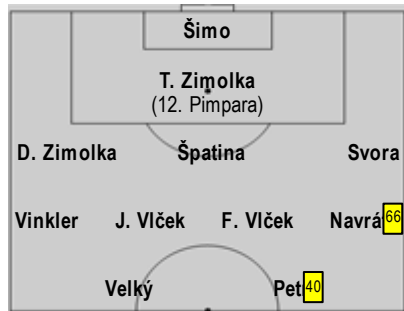 Šimo
T. Zimolka
(12. Pimpara)
D. Zimolka Špatina Svora
Vinkler J. Vlček F. Vlček Navrá 66
Velký Pet 40